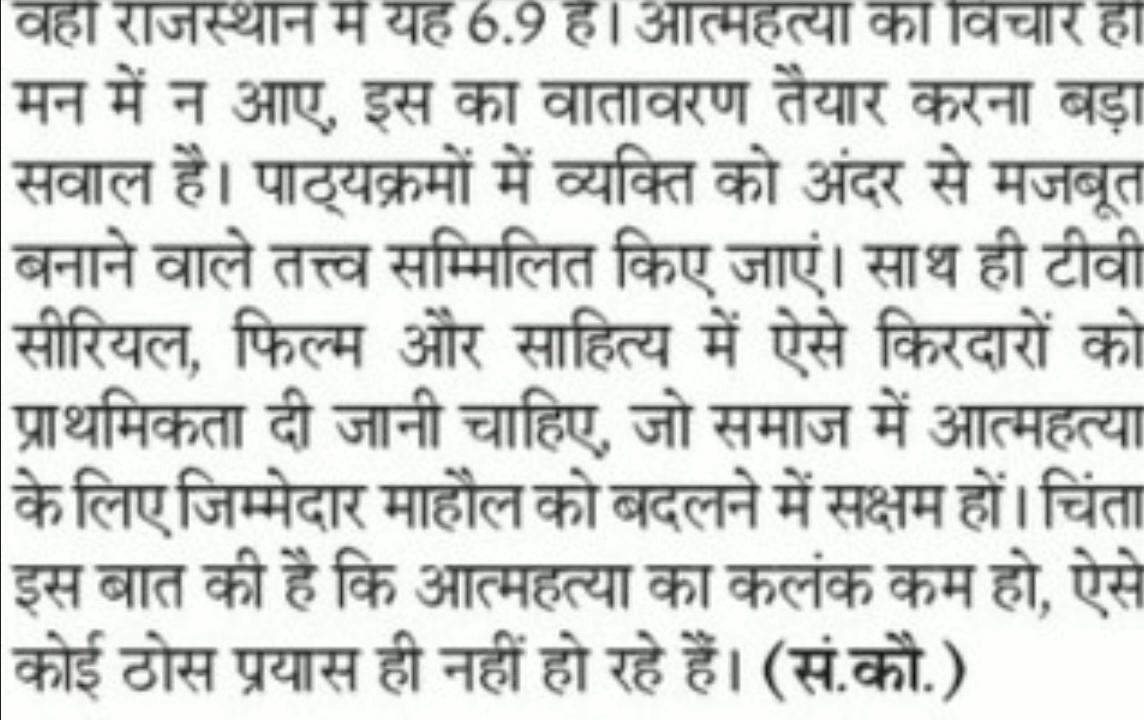 वहीं राजस्थान में यह 6.9 है। आत्महत्या का विचार ही
मन में न आए, इस का वातावरण तैयार करना बड़ा
सवाल है। पाठ्यक्रमों में व्यक्ति को अंदर से मजबूत
बनाने वाले तत्त्व सम्मिलित किए जाएं। साथ ही टीवी
सीरियल, फिल्म और साहित्य में ऐसे किरदारों को
प्राथमिकता दी जानी चाहिए, जो समाज में आत्महत्या
के लिए जिम्मेदार माहौल को बदलने में सक्षम हों। चिंता
इस बात की है कि आत्महत्या का कलंक कम हो, ऐसे
कोई ठोस प्रयास ही नहीं हो रहे हैं। (सं.कौ.)